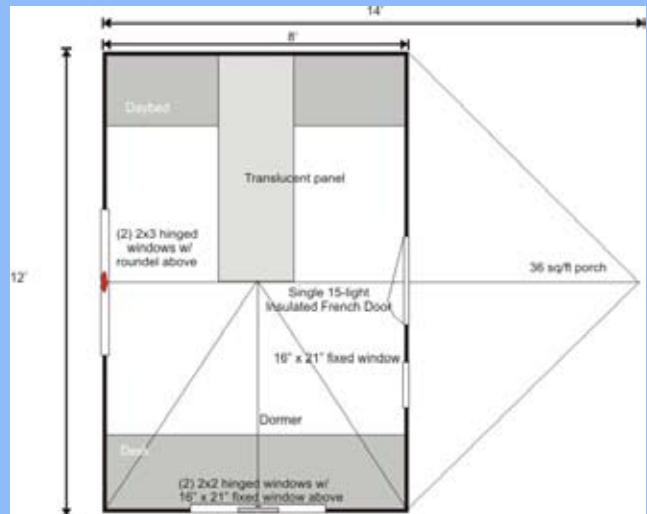 14'
8'
Daybed
Translucent panel
(2) 2x3 hinged
windows w/
roundel above
12'
36 sq/ft porch
Single 15-light
Insulated French Door
16" x 21" fixed window
Dormer
Desk
(2) 2x2 hinged windows w/
16" x 21" fixed window above